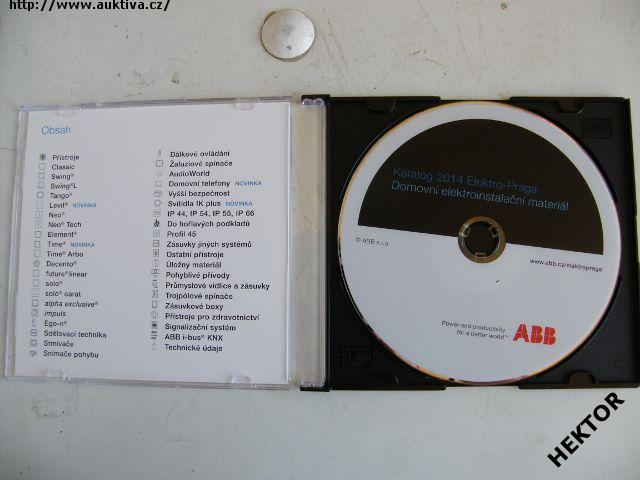 http://www.auktiva.cz/
Obsah
Přístroje
Classic
Swing®
Swing®L
Tango®
Levit® NOVINKA
Neo®
Neo® Tech
Element®
Time® NOVINKA
Time® Arbo
Decento®
future®linear
solo®
solo® carat
alpha exclusive®
impuls
Ego-n®
Sdělovací technika
Stmívače
Snímače pohybu
Dálkové ovládání
Žaluziové spínače
AudioWorld
Domovní telefony NOVINKA
Vyšší bezpečnost
Svítidla IK plus NOVINKA
IP 44, IP 54, IP 55, IP 66
Do hořlavých podkladů
Profil 45
Zásuvky jiných systémů
Ostatní přístroje
Úložný materiál
Pohyblivé přívody
Průmyslové vidlice a zásuvky
Trojpólové spínače
Zásuvkové boxy
Přístroje pro zdravotnictví
Signalizační systém
ABB i-bus® KNX
Technické údaje
Katalog 2014 Elektro-Praga
Domovní elektroinstalační materiál
© ABB s.r.o.
www.abb.cz/elektropraga
Power and productivity
for a better world™
ABB
HEKTOR